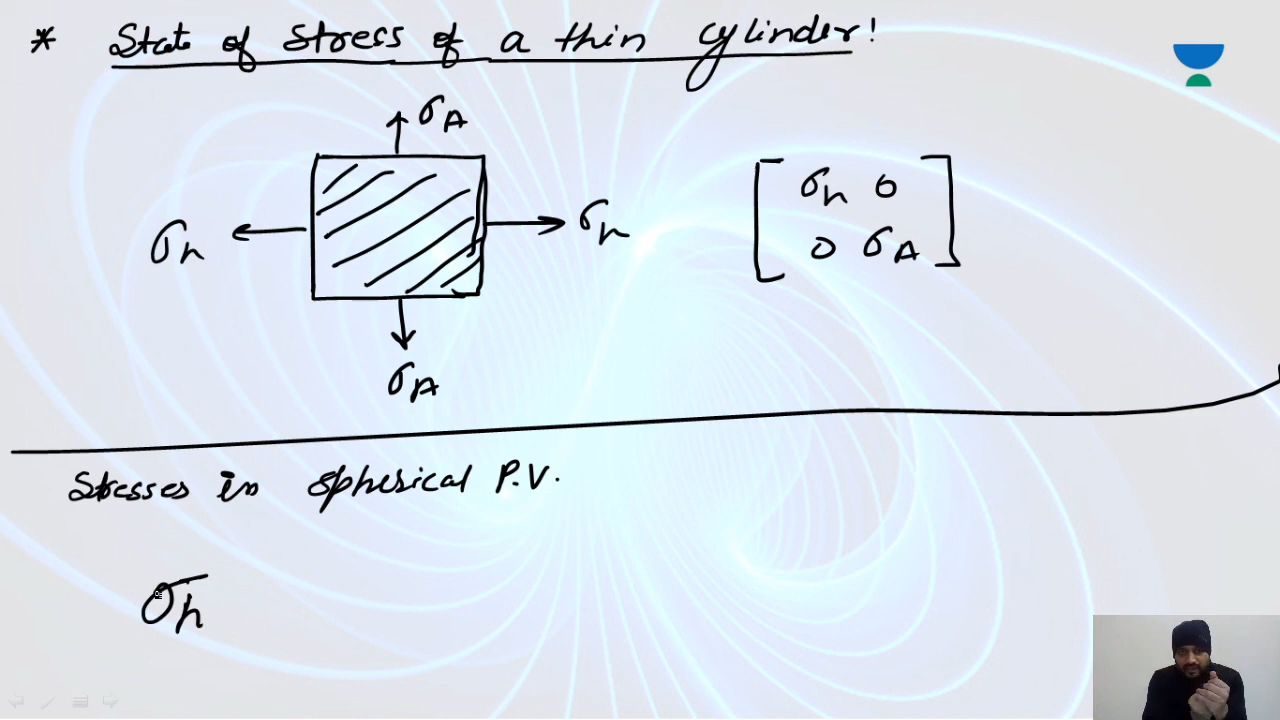 * State of stress of a thin cylinder!
σA
σh σh
σA
σh 0
0 σA
Stresses in spherical P.V.
σh